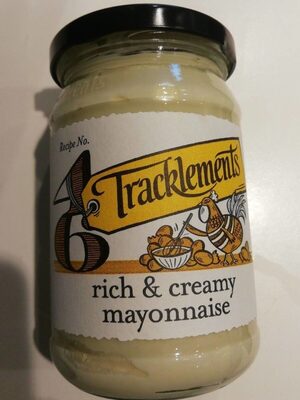 Recipe No.
46
Tracklements
rich & creamy
mayonnaise